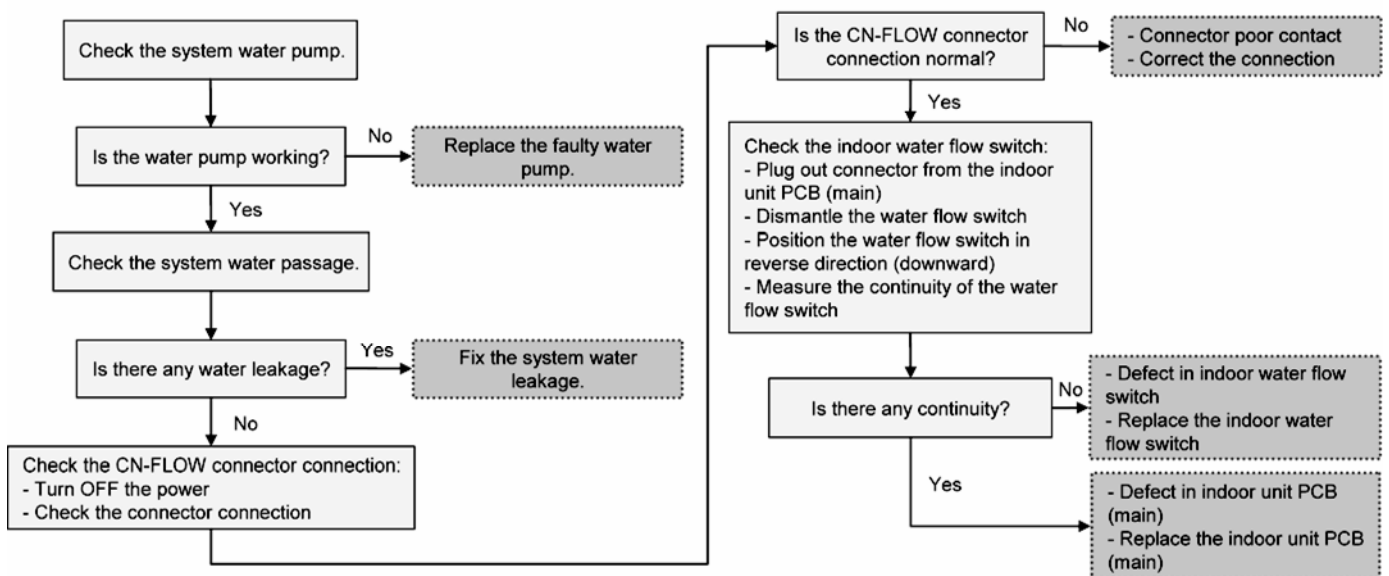 Check the system water pump.
Is the water pump working?
No
Replace the faulty water
pump.
Yes
Check the system water passage.
Is there any water leakage?
Yes
Fix the system water
leakage.
No
Check the CN-FLOW connector connection:
- Turn OFF the power
- Check the connector connection
Is the CN-FLOW connector
connection normal?
No
- Connector poor contact
- Correct the connection
Yes
Check the indoor water flow switch:
- Plug out connector from the indoor
unit PCB (main)
- Dismantle the water flow switch
- Position the water flow switch in
reverse direction (downward)
- Measure the continuity of the water
flow switch
Is there any continuity?
No
- Defect in indoor water flow
switch
- Replace the indoor water
flow switch
Yes
- Defect in indoor unit PCB
(main)
- Replace the indoor unit PCB
(main)